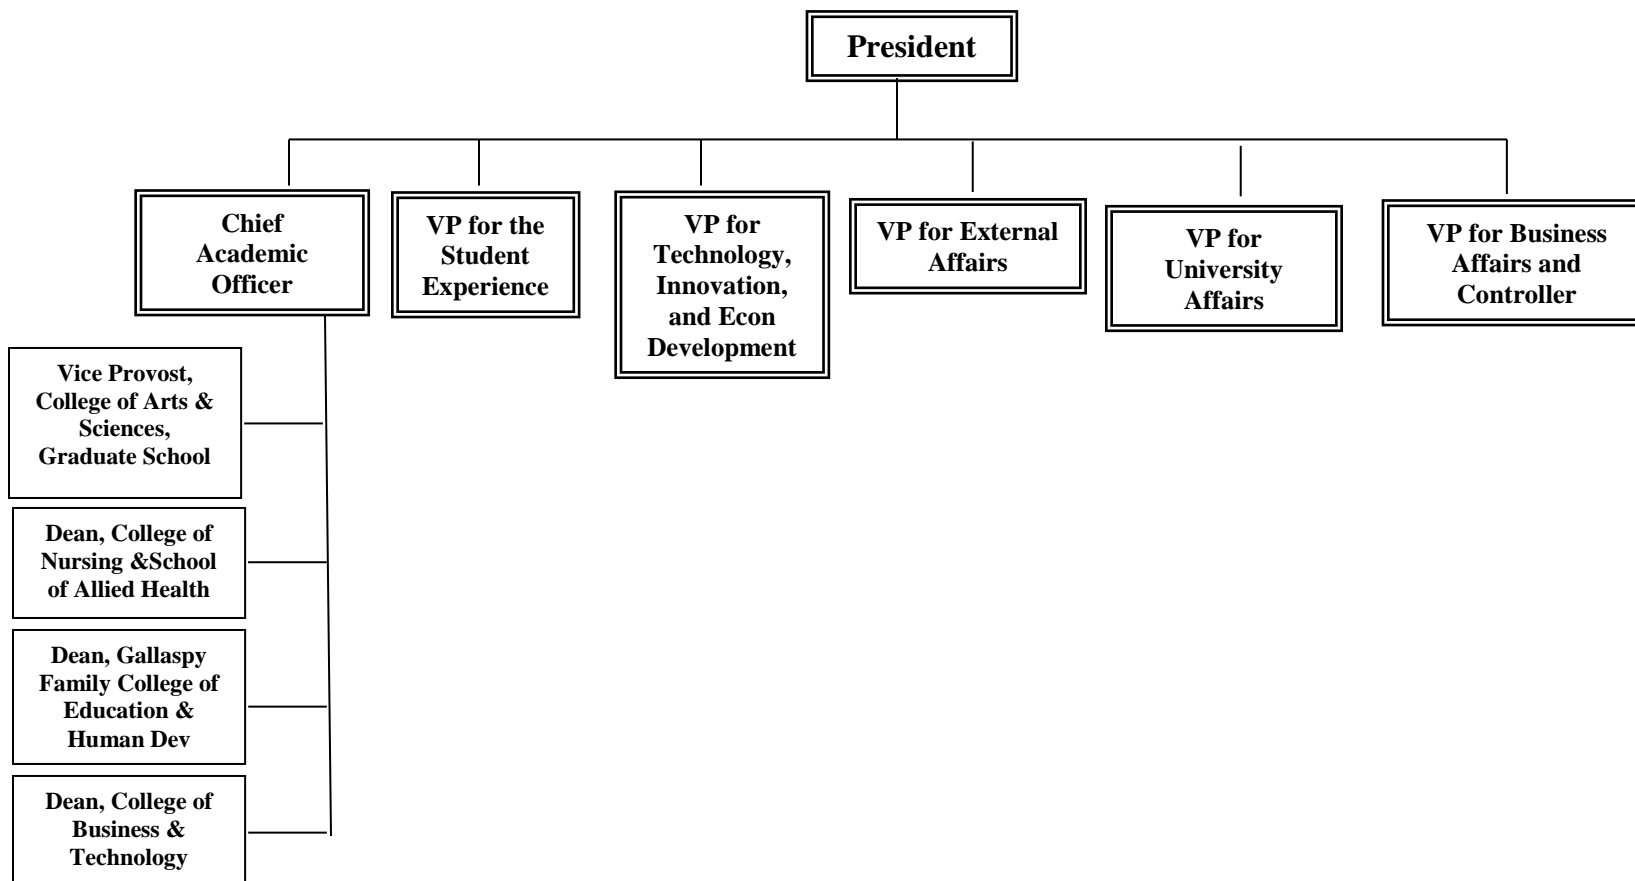 President
Chief
Academic
Officer
VP for the
Student
Experience
VP for
Technology,
Innovation,
and Econ
Development
VP for External
Affairs
VP for
University
Affairs
VP for Business
Affairs and
Controller
Vice Provost,
College of Arts &
Sciences,
Graduate School
Dean, College of
Nursing &School
of Allied Health
Dean, Gallaspy
Family College of
Education &
Human Dev
Dean, College of
Business &
Technology